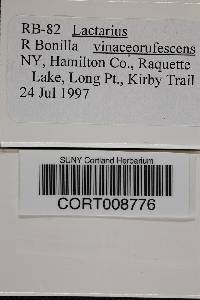 RB-82 Lactarius
R Bonilla vinaceorufescens
NY, Hamilton Co., Raquette
Lake, Long Pt., Kirby Trail
24 Jul 1997
SUNY Cortland Herbarium
CORT008776